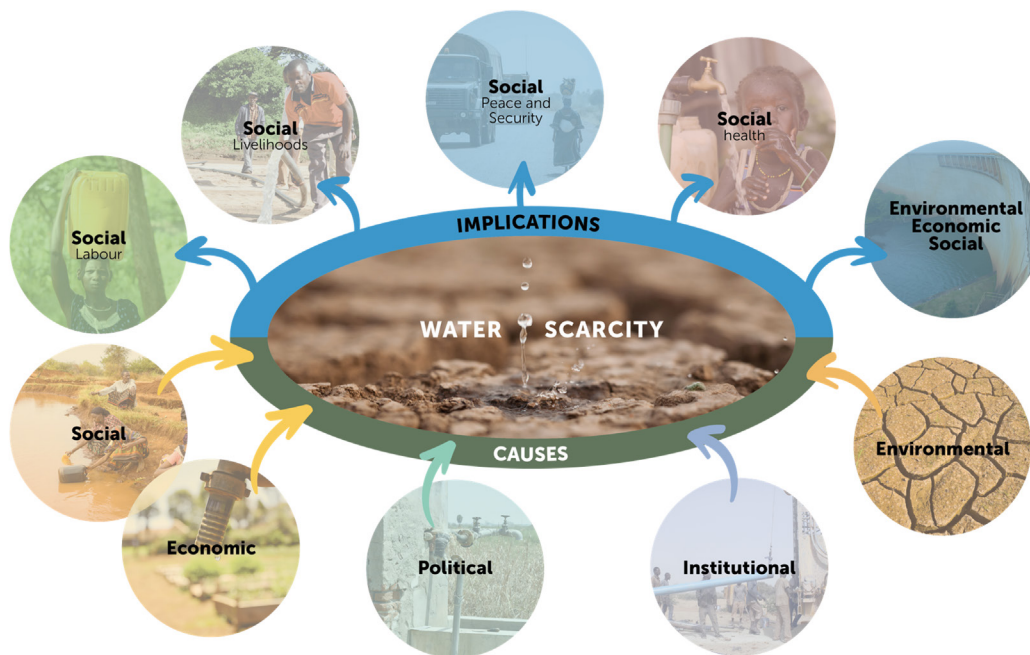 Social
Peace and
Security
Social
Livelihoods
Social
health
Social
Labour
Environmental
Economic
Social
IMPLICATIONS
WATER SCARCITY
CAUSES
Social
Economic
Political
Institutional
Environmental